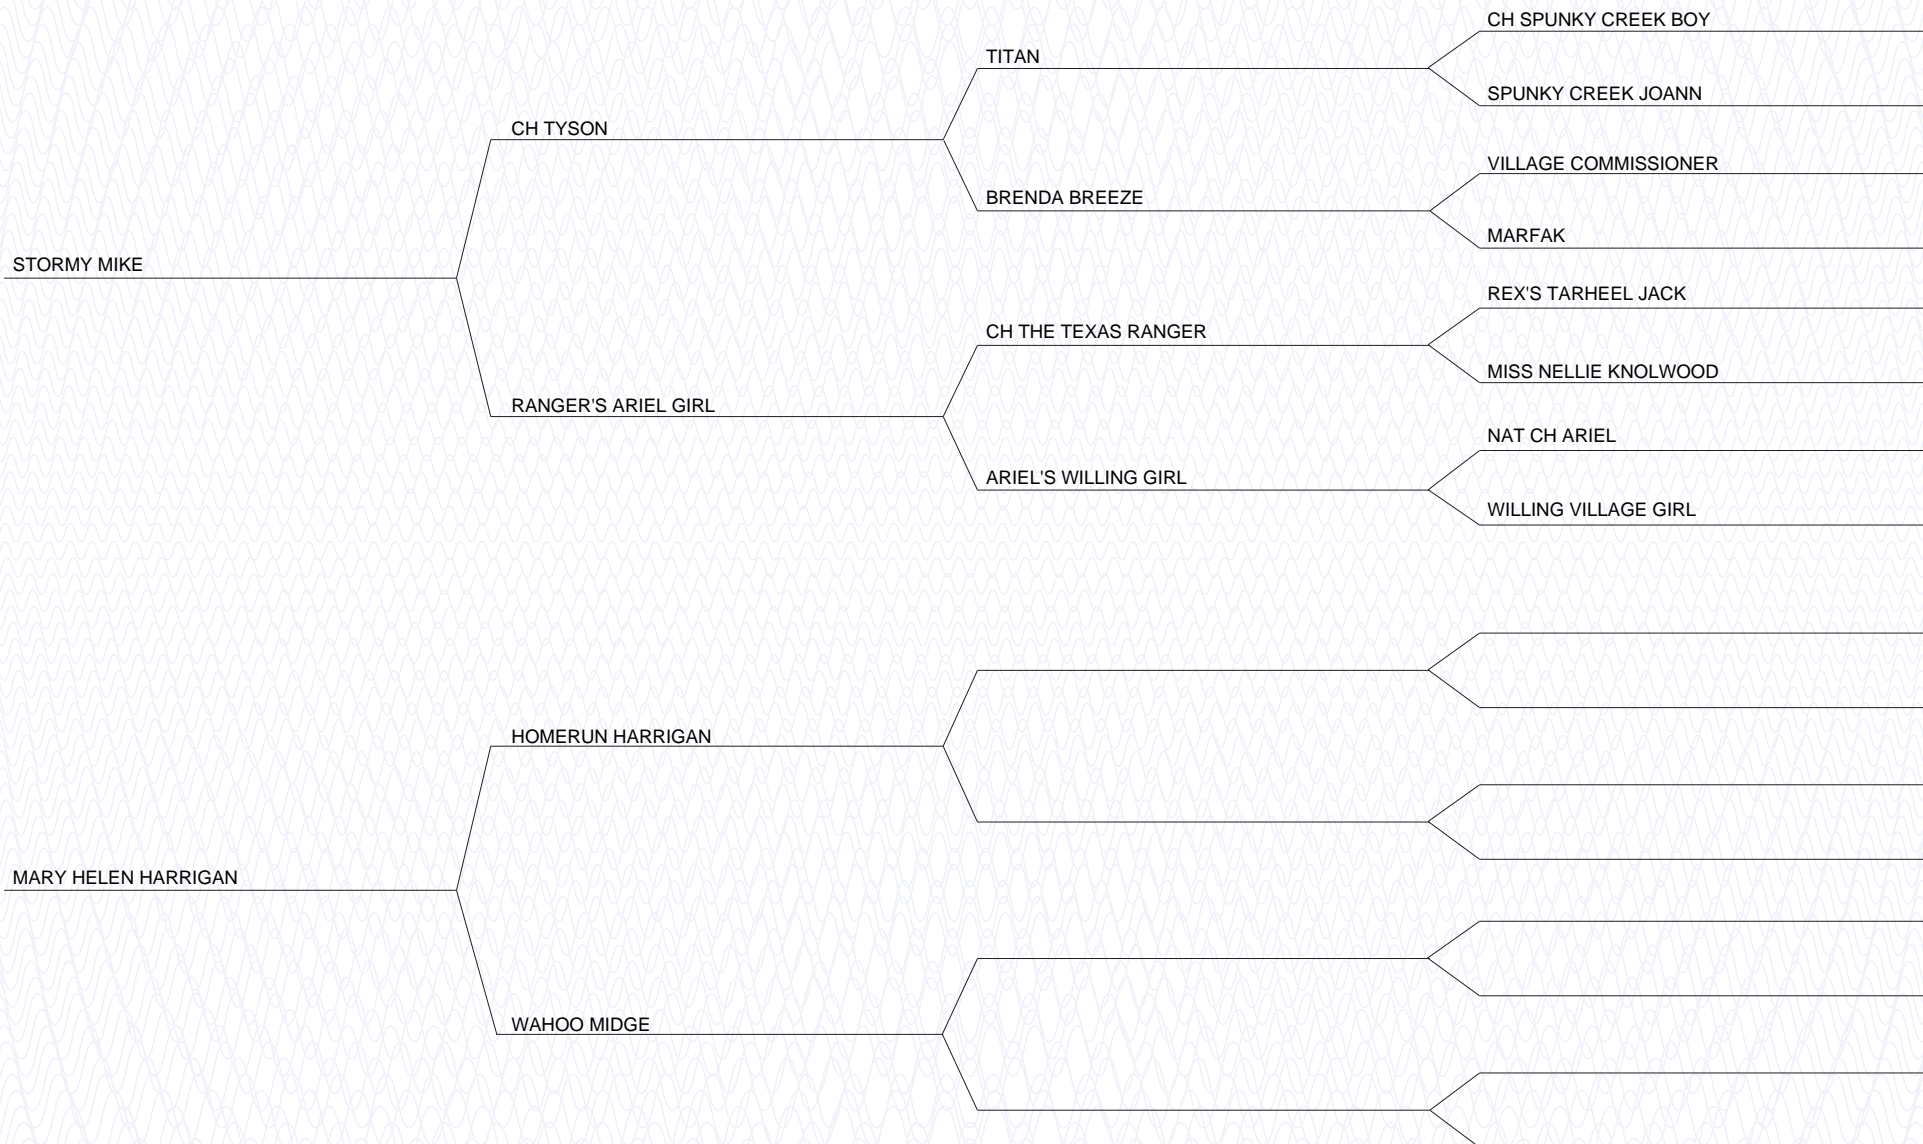 CH SPUNKY CREEK BOY
TITAN
SPUNKY CREEK JOANN
CH TYSON
VILLAGE COMMISSIONER
BRENDA BREEZE
MARFAK
STORMY MIKE
REX'S TARHEEL JACK
CH THE TEXAS RANGER
MISS NELLIE KNOLWOOD
RANGER'S ARIEL GIRL
NAT CH ARIEL
ARIEL'S WILLING GIRL
WILLING VILLAGE GIRL
HOMERUN HARRIGAN
MARY HELEN HARRIGAN
WAHOO MIDGE